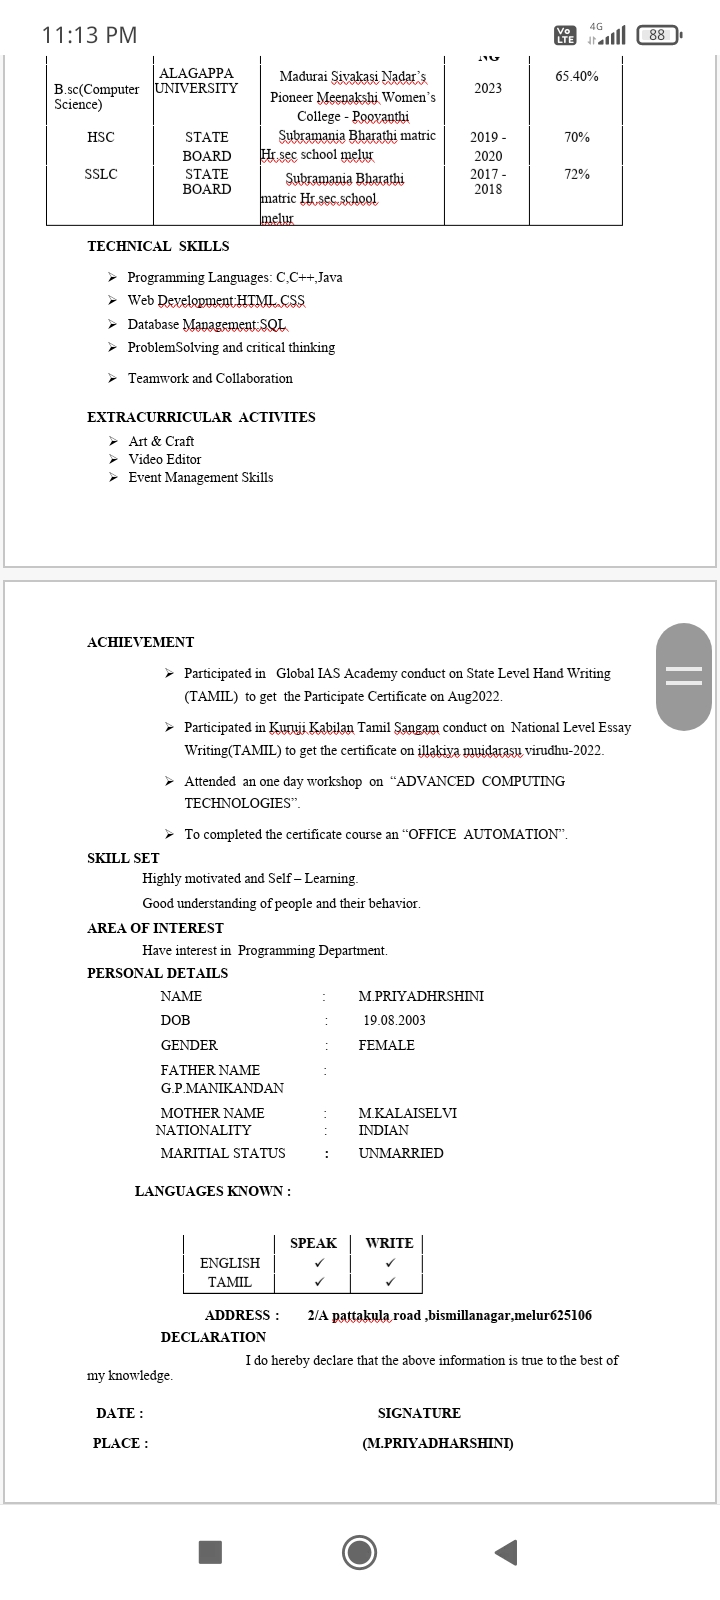 11:13 PM
Vo LTE 4G 88
NG
B.sc(Computer Science) ALAGAPPA UNIVERSITY Madurai Sivakasi Nadar's Pioneer Meenakshi Women's College - Poovanthi 2023 65.40%
HSC STATE BOARD Subramania Bharathi matric Hr.sec school melur 2019 - 2020 70%
SSLC STATE BOARD Subramania Bharathi matric Hr.sec.school melur 2017 - 2018 72%
TECHNICAL SKILLS
➢ Programming Languages: C,C++,Java
➢ Web Development:HTML,CSS
➢ Database Management:SQL
➢ ProblemSolving and critical thinking
➢ Teamwork and Collaboration
EXTRACURRICULAR ACTIVITES
➢ Art & Craft
➢ Video Editor
➢ Event Management Skills
ACHIEVEMENT
➢ Participated in Global IAS Academy conduct on State Level Hand Writing
(TAMIL) to get the Participate Certificate on Aug2022.
➢ Participated in Kuruji Kabilan Tamil Sangam conduct on National Level Essay
Writing(TAMIL) to get the certificate on illakiya muidarasu virudhu-2022.
➢ Attended an one day workshop on “ADVANCED COMPUTING
TECHNOLOGIES”.
➢ To completed the certificate course an “OFFICE AUTOMATION”.
SKILL SET
Highly motivated and Self – Learning.
Good understanding of people and their behavior.
AREA OF INTEREST
Have interest in Programming Department.
PERSONAL DETAILS
NAME : M.PRIYADHRSHINI
DOB : 19.08.2003
GENDER : FEMALE
FATHER NAME :
G.P.MANIKANDAN
MOTHER NAME : M.KALAISELVI
NATIONALITY : INDIAN
MARITIAL STATUS : UNMARRIED
LANGUAGES KNOWN :
SPEAK WRITE
ENGLISH ✓ ✓
TAMIL ✓ ✓
ADDRESS : 2/A pattakula road ,bismillanagar,melur625106
DECLARATION
I do hereby declare that the above information is true to the best of
my knowledge.
DATE : SIGNATURE
PLACE : (M.PRIYADHARSHINI)